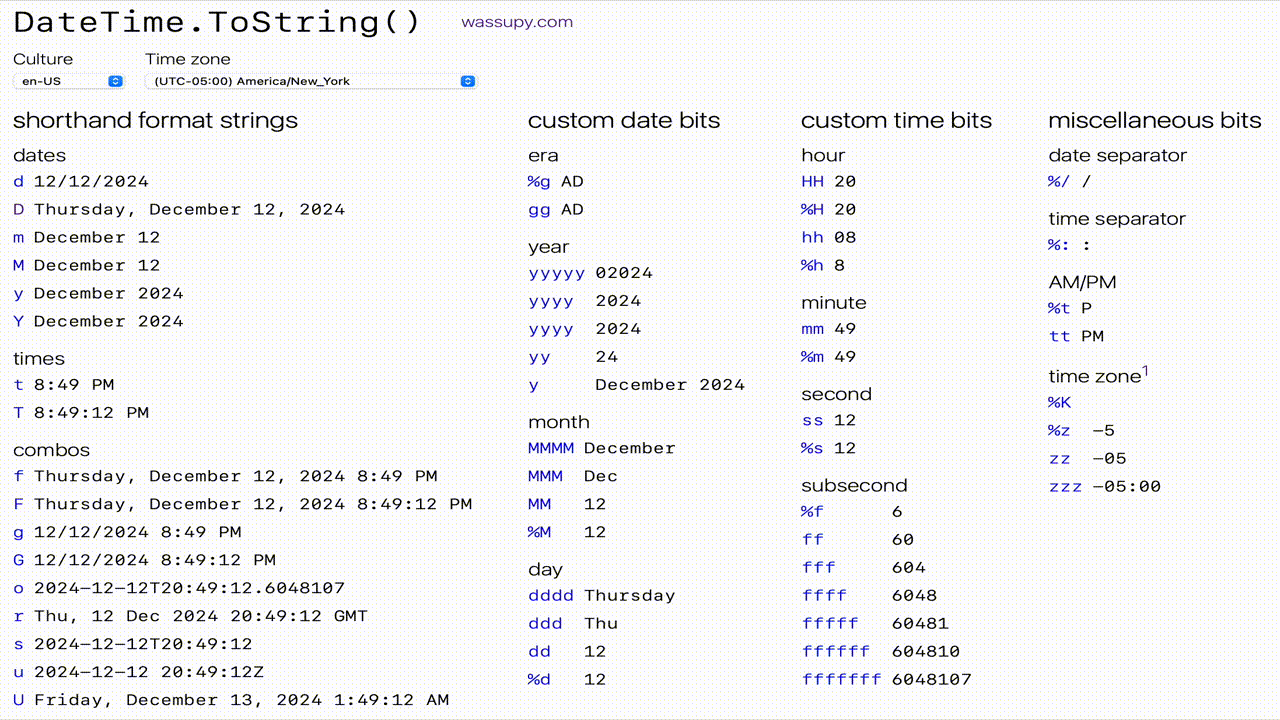 DateTime.ToString() wassupy.com
Culture Time zone
en-US (UTC-05:00) America/New_York
shorthand format strings
dates
d 12/12/2024
D Thursday, December 12, 2024
m December 12
M December 12
y December 2024
Y December 2024
times
t 8:49 PM
T 8:49:12 PM
combos
f Thursday, December 12, 2024 8:49 PM
F Thursday, December 12, 2024 8:49:12 PM
g 12/12/2024 8:49 PM
G 12/12/2024 8:49:12 PM
o 2024-12-12T20:49:12.6048107
r Thu, 12 Dec 2024 20:49:12 GMT
s 2024-12-12T20:49:12
u 2024-12-12 20:49:12Z
U Friday, December 13, 2024 1:49:12 AM
custom date bits
era
%g AD
gg AD
year
yyyyy 02024
yyyy 2024
yyyy 2024
yy 24
y December 2024
month
MMMM December
MMM Dec
MM 12
%M 12
day
dddd Thursday
ddd Thu
dd 12
%d 12
custom time bits
hour
HH 20
%H 20
hh 08
%h 8
minute
mm 49
%m 49
second
ss 12
%s 12
subsecond
%f 6
ff 60
fff 604
ffff 6048
fffff 60481
ffffff 604810
fffffff 6048107
miscellaneous bits
date separator
%/ /
time separator
%: :
AM/PM
%t P
tt PM
time zone1
%K
%z -5
zz -05
zzz -05:00